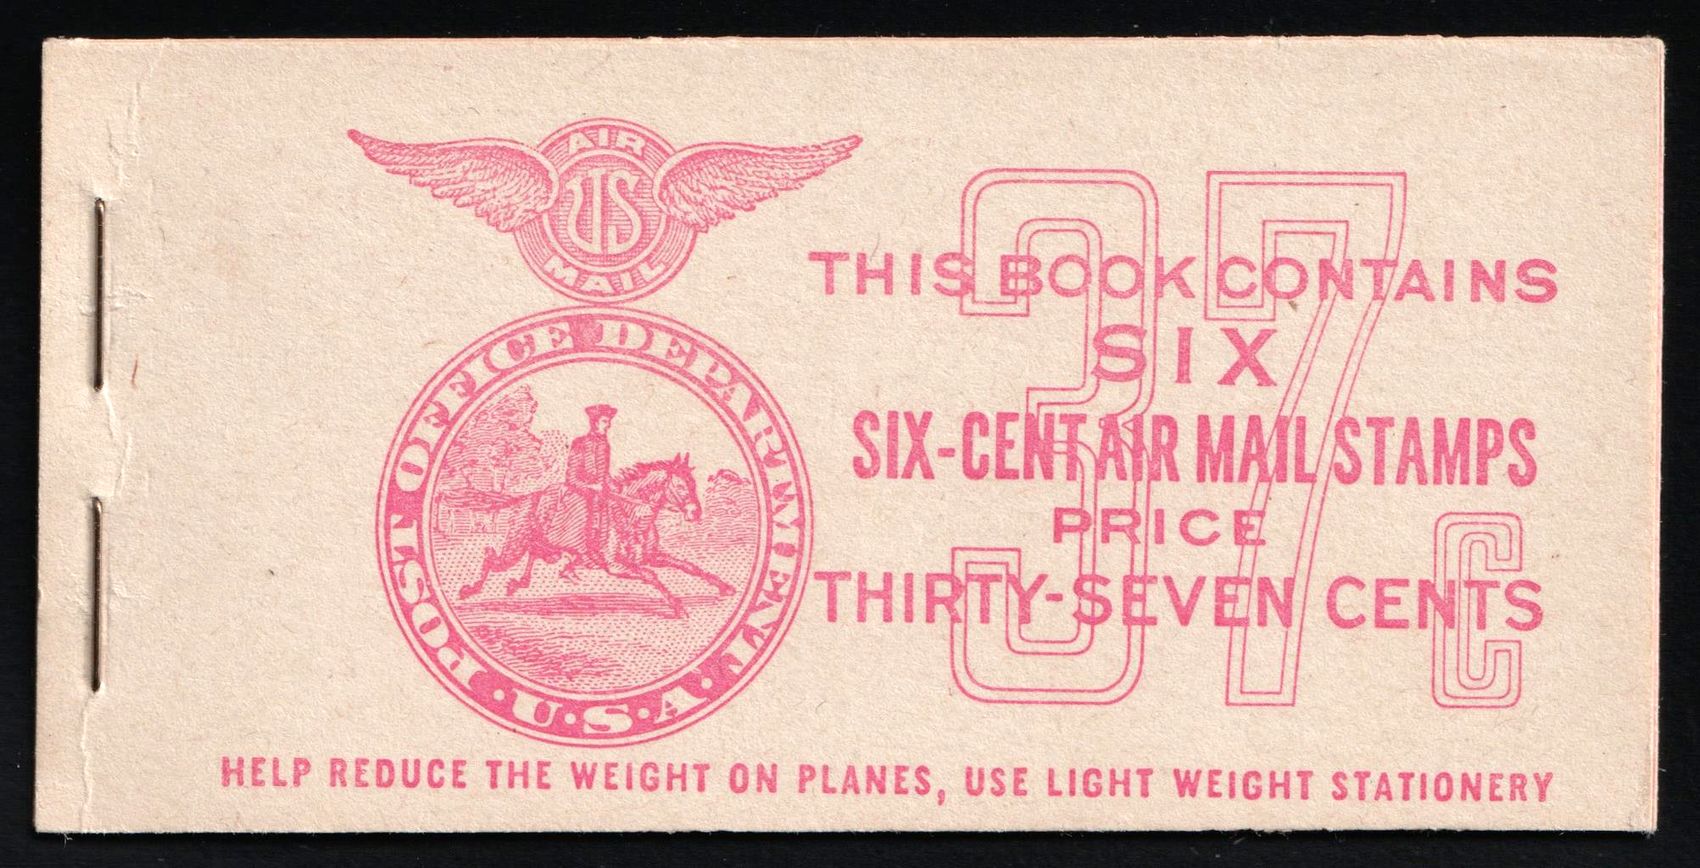 AIR
US
MAIL
POST OFFICE DEPARTMENT
·U·S·A·
37C
THIS BOOK CONTAINS
SIX
SIX-CENT AIR MAIL STAMPS
PRICE
THIRTY-SEVEN CENTS
HELP REDUCE THE WEIGHT ON PLANES, USE LIGHT WEIGHT STATIONERY